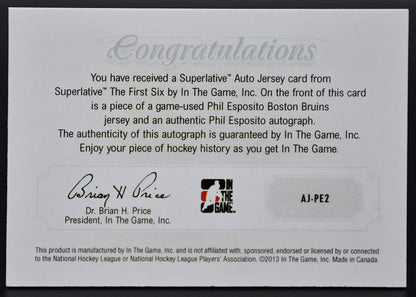 Congratulations
You have received a Superlative™ Auto Jersey card from
Superlative™ The First Six by In The Game, Inc. On the front of this card
is a piece of a game-used Phil Esposito Boston Bruins
jersey and an authentic Phil Esposito autograph.
The authenticity of this autograph is guaranteed by In The Game, Inc.
Enjoy your piece of hockey history as you get In The Game.
Brian H Price
Dr. Brian H. Price
President, In The Game, Inc.
IN
THE
GAME
AJ-PE2
This product is manufactured by In The Game, Inc. and is not affiliated with, sponsored, endorsed or licensed by or connected to the
National Hockey League or National Hockey League Players' Association. ©2013 In The Game, Inc. Made in Canada.